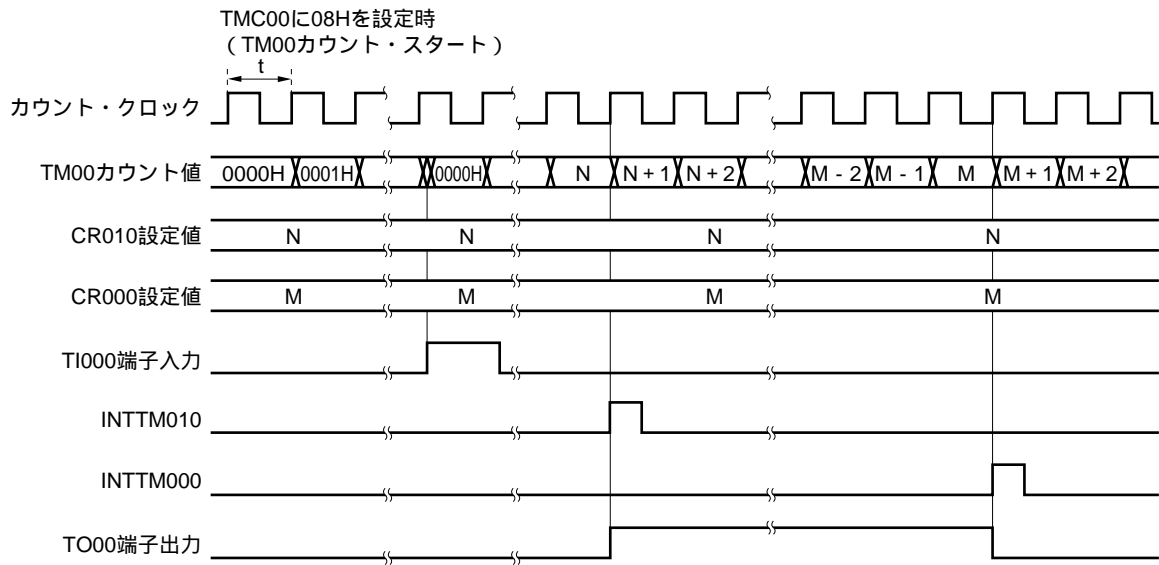 TMC00に08Hを設定時
（TM00カウント・スタート）
t
カウント・クロック
TM00カウント値 0000H 0001H 0000H N N + 1 N + 2 M - 2 M - 1 M M + 1 M + 2
CR010設定値 N N N N
CR000設定値 M M M M
TI000端子入力
INTTM010
INTTM000
TO00端子出力